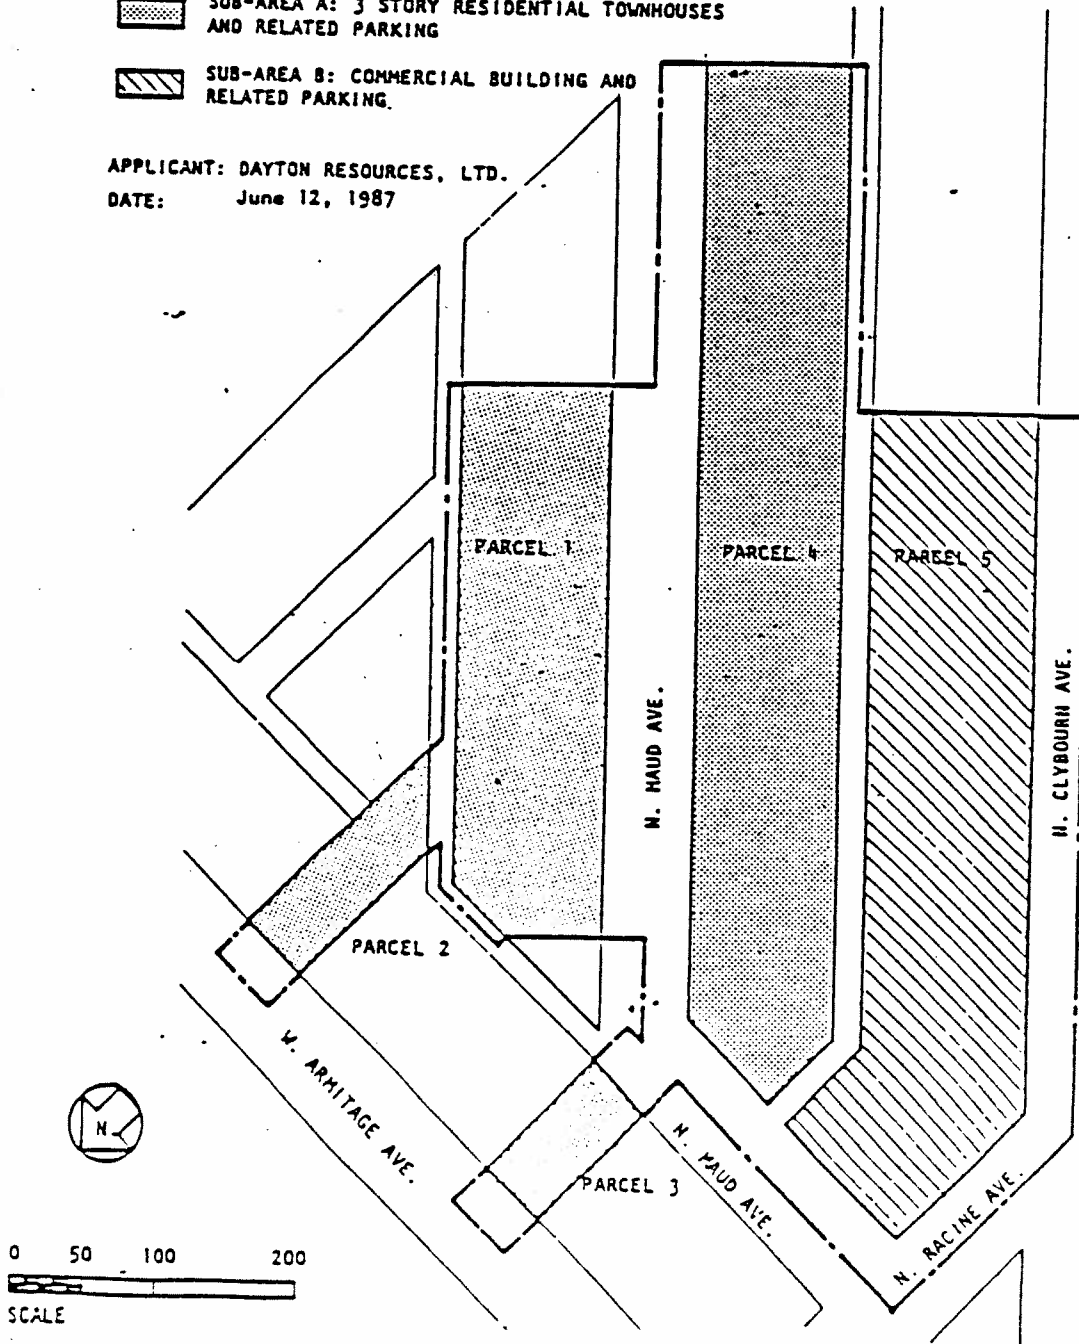 SUB-AREA A: 3 STORY RESIDENTIAL TOWNHOUSES
AND RELATED PARKING
SUB-AREA B: COMMERCIAL BUILDING AND
RELATED PARKING.
APPLICANT: DAYTON RESOURCES, LTD.
DATE: June 12, 1987
PARCEL 1
PARCEL 4
PARCEL 5
N. MAUD AVE.
N. CLYBOURN AVE.
PARCEL 2
W. ARMITAGE AVE.
N
PARCEL 3
N. MAUD AVE.
N. RACINE AVE.
0 50 100 200
SCALE